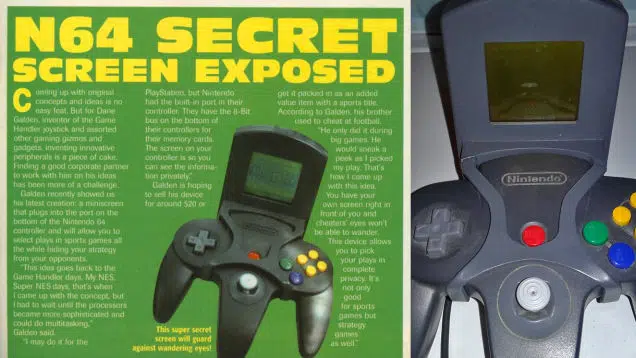 N64 SECRET
SCREEN EXPOSED
Coming up with original
concepts and ideas is no
easy feat. But for Dane
Galden, inventor of the Game
Handler joystick and assorted
other gaming gizmos and
gadgets, inventing innovative
peripherals is a piece of cake.
Finding a good corporate partner
to work with him on his ideas
has been more of a challenge.
Galden recently showed us
his latest creation: a miniscreen
that plugs into the port on the
bottom of the Nintendo 64
controller and will allow you to
select plays in sports games all
the while hiding your strategy
from your opponents.
"This idea goes back to the
Game Handler days. My NES,
Super NES days, that's when
I came up with the concept, but
I had to wait until the processors
became more sophinticated and
could do multitasking,"
Galden said.
"I may do it for the
PlayStation, but Nintendo
had the built-in port in their
controller. They have the 8-Bit
bus on the bottom of
their controllers for
their memory cards.
The screen on your
controller is so you
can see the informa-
tion privately."
Galden is hoping
to sell his device
for around $20 or
get it packed in as an added
value item with a sports title.
According to Galden, his brother
used to cheat at football.
"He only did it during
big games. He
would sneak a
peek as I picked
my play. That's
how I came up
with this idea.
You have your
own screen right in
front of you and
cheaters' eyes won't
be able to wander.
This device allows
you to pick
your plays in
complete
privacy. It's
not only
good for
sports games
but strategy
games
as well."
This super secret
screen will guard
against wandering eyes!
Nintendo